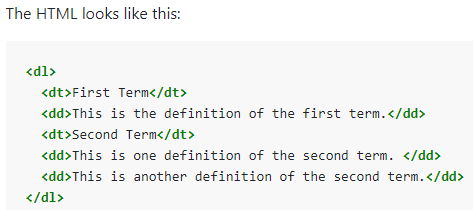 The HTML looks like this:
<dl>
<dt>First Term</dt>
<dd>This is the definition of the first term.</dd>
<dt>Second Term</dt>
<dd>This is one definition of the second term. </dd>
<dd>This is another definition of the second term.</dd>
</dl>